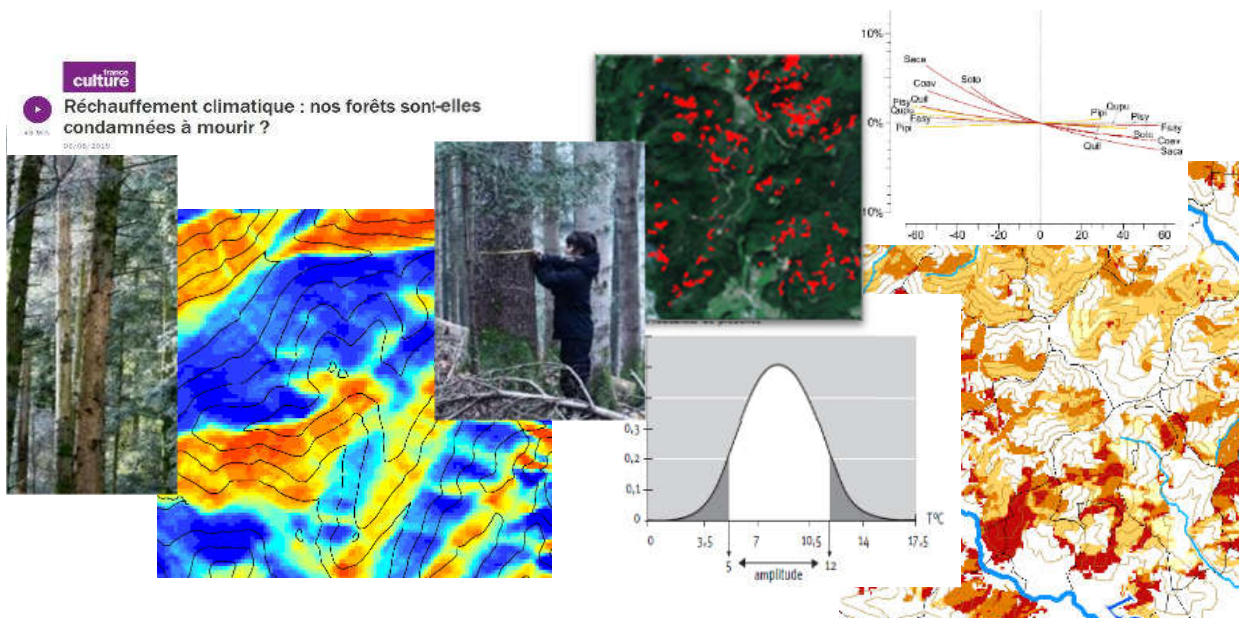 france
culture
Réchauffement climatique : nos forêts sont-elles
condamnées à mourir ?
10%
0%
10%
Saca
Soto
Coav
Quil
Pisy
Qupu
Fasy
Pipi
Pipi
Qupu
Pisy
Fsay
Soto
Coav
Quil
Saca
-60
-40
-20
0
20
40
60
0,3
0,2
0,1
0
T°C
0
3,5
7
10,5
14
17,5
5
amplitude
12